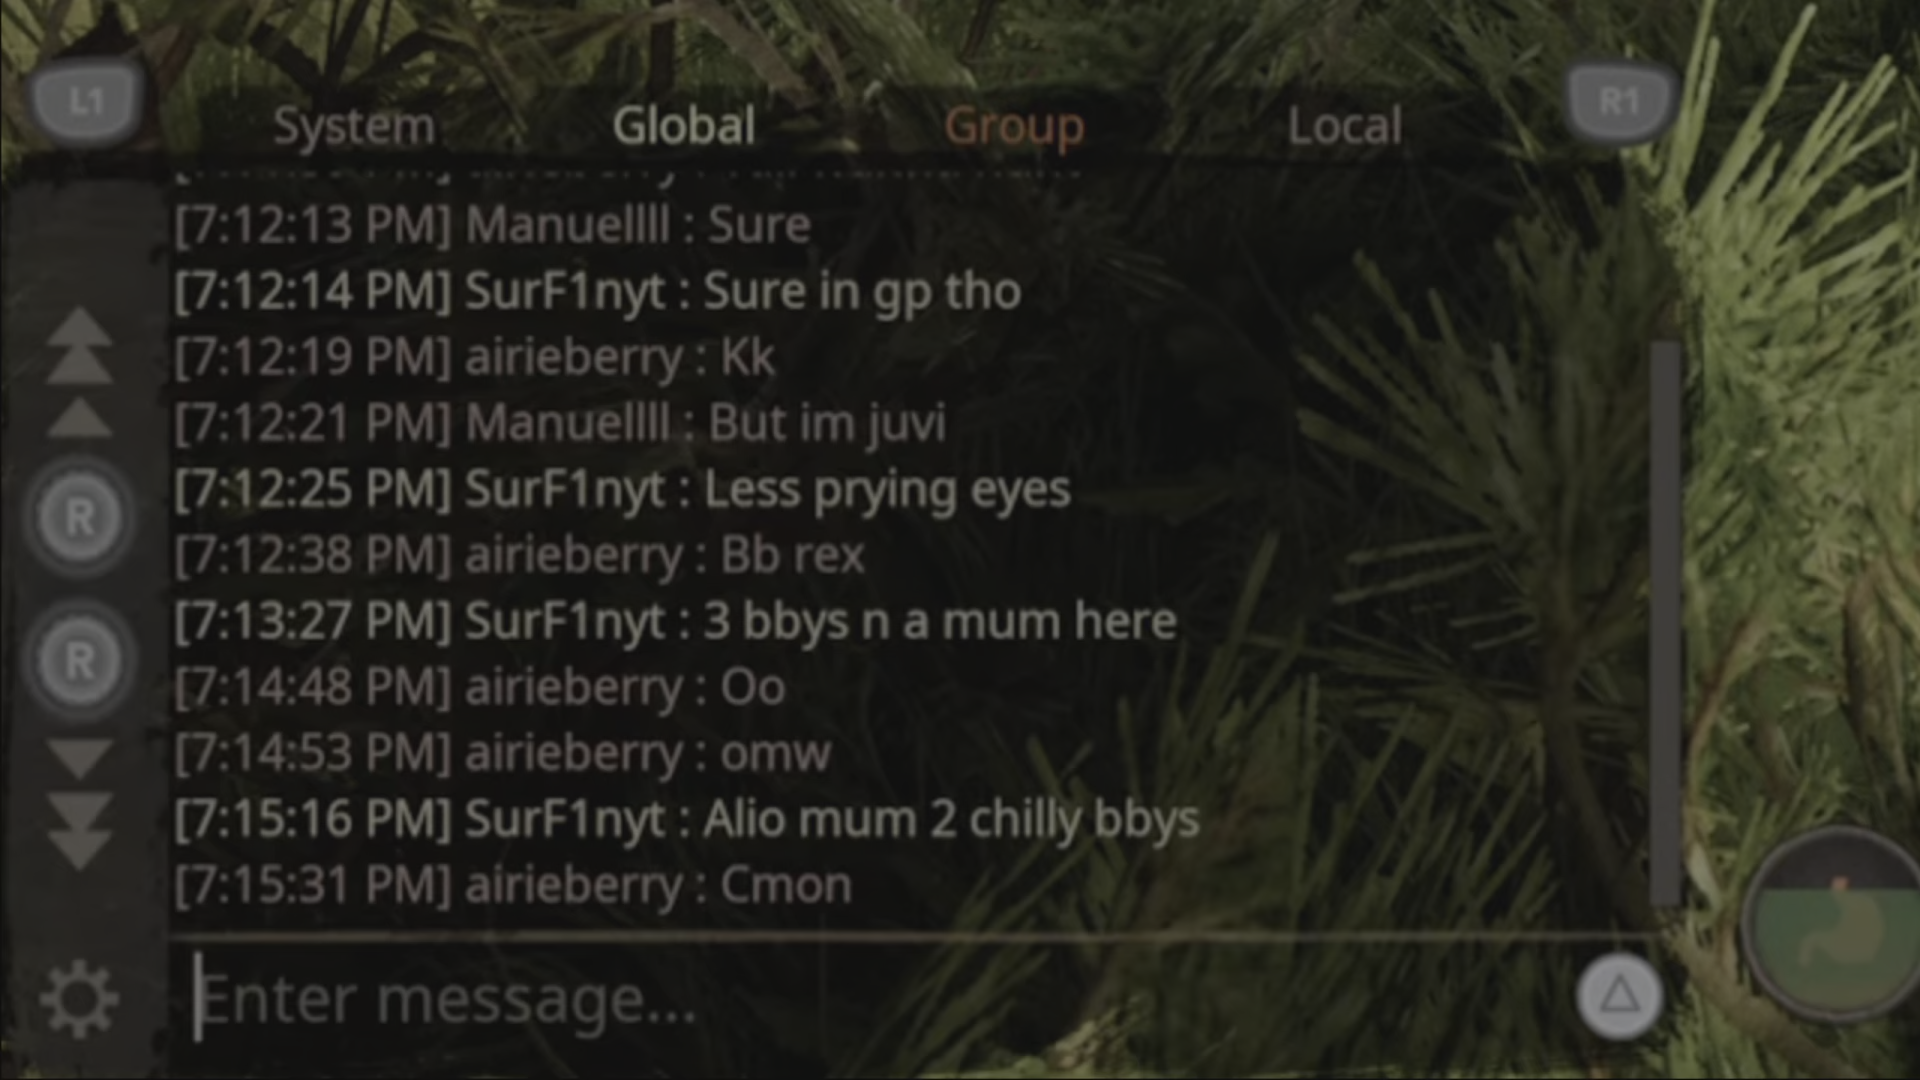 L1
R1
System Global Group Local
[7:12:13 PM] Manuellll : Sure
[7:12:14 PM] SurF1nyt : Sure in gp tho
[7:12:19 PM] airieberry : Kk
[7:12:21 PM] Manuellll : But im juvi
[7:12:25 PM] SurF1nyt : Less prying eyes
[7:12:38 PM] airieberry : Bb rex
[7:13:27 PM] SurF1nyt : 3 bbys n a mum here
[7:14:48 PM] airieberry : Oo
[7:14:53 PM] airieberry : omw
[7:15:16 PM] SurF1nyt : Alio mum 2 chilly bbys
[7:15:31 PM] airieberry : Cmon
R
R
Enter message...